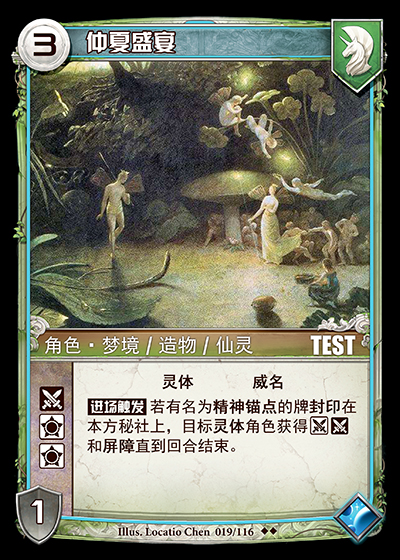 3
仲夏盛宴
角色·梦境/造物/仙灵
TEST
灵体 威名
进场触发 若有名为精神锚点的牌封印在
本方秘社上，目标灵体角色获得
和屏障直到回合结束。
1
Illus. Locatio Chen 019/116